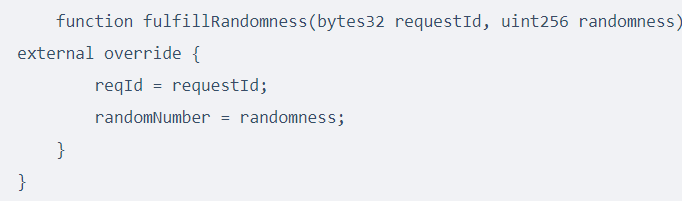 function fulfillRandomness(bytes32 requestId, uint256 randomness)
external override {
reqId = requestId;
randomNumber = randomness;
}
}